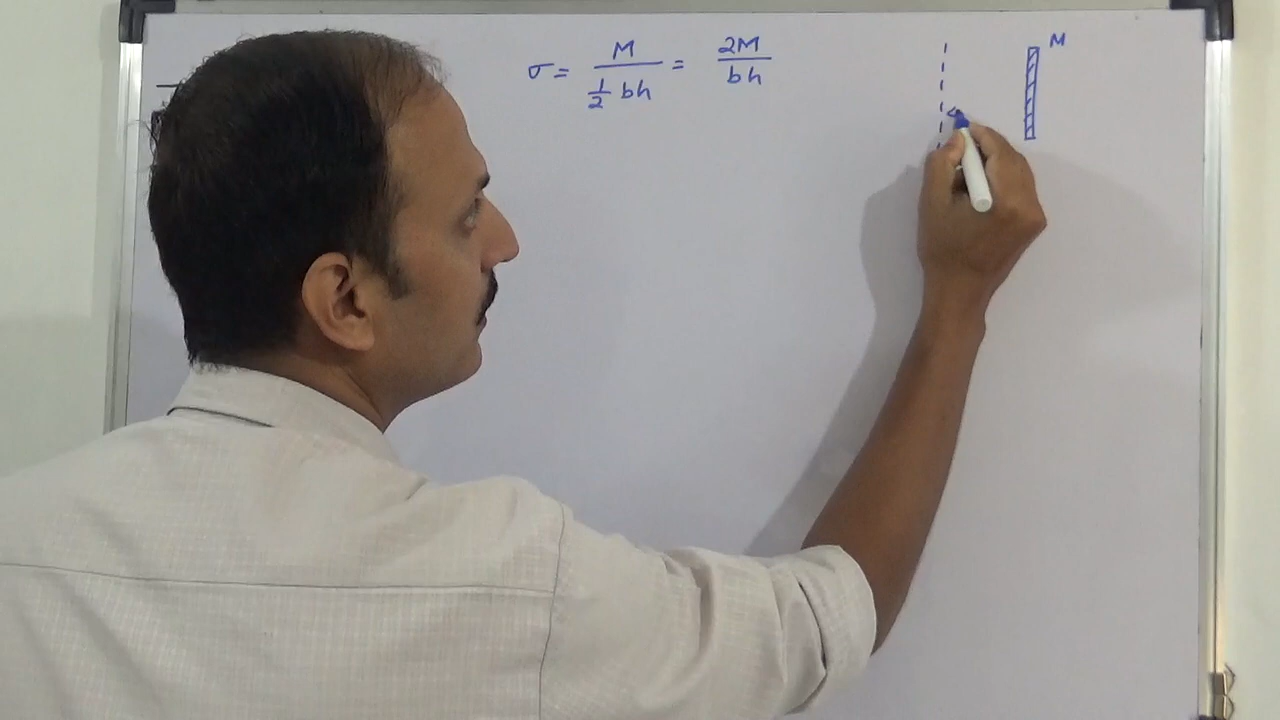 σ = M / (1/2 bh) = 2M / bh
M